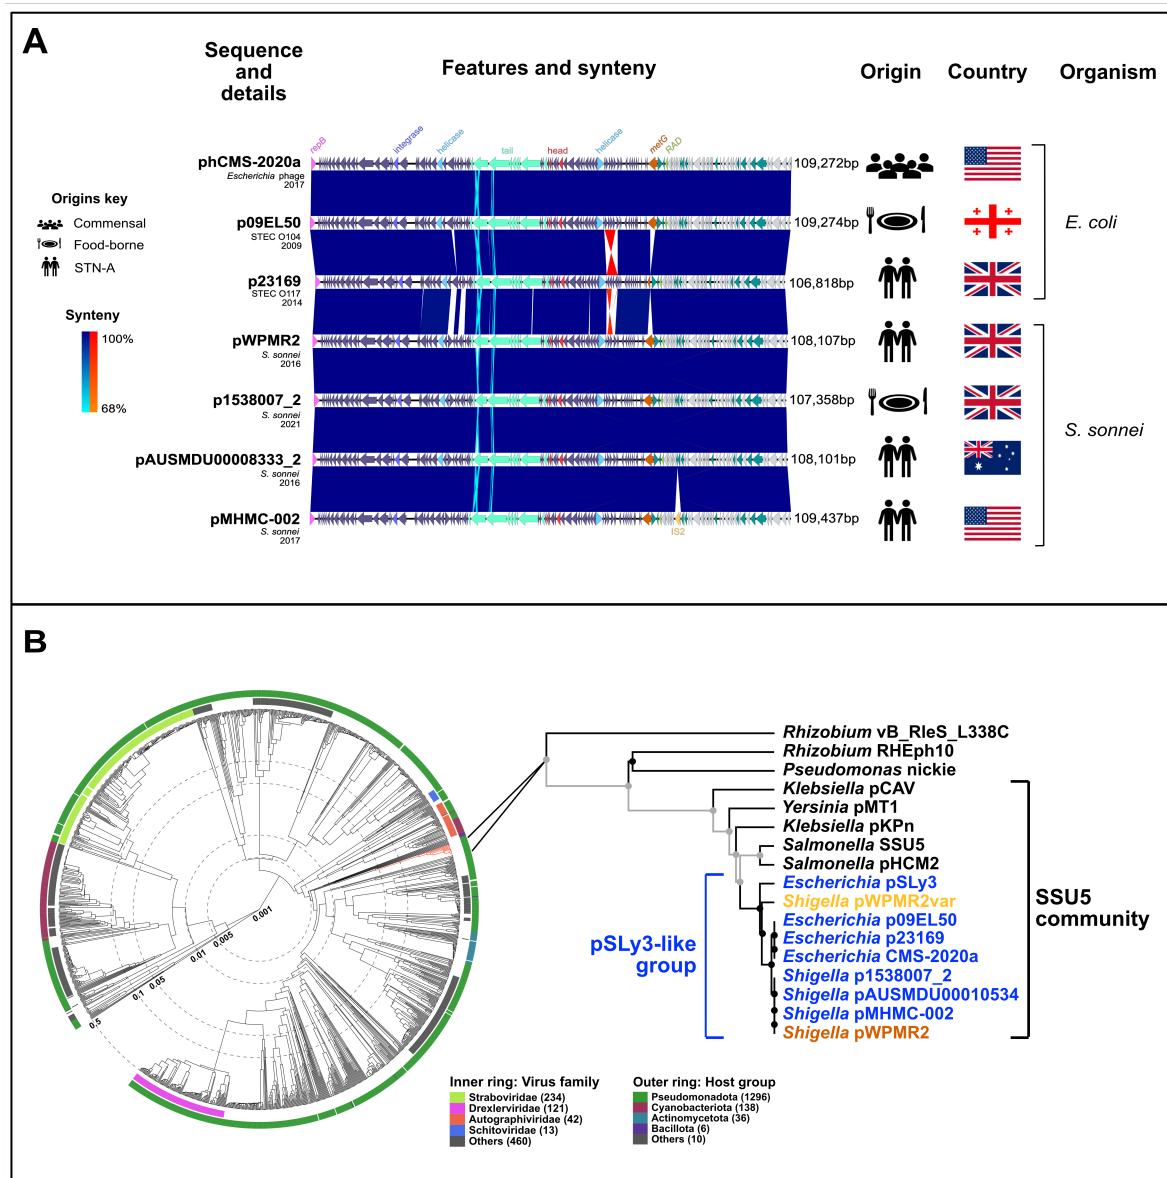 A
Sequence
and
details
Features and synteny
Origin
Country
Organism
repB
integrase
helicase
tail
head
helicase
metG
RAD
phCMS-2020a
Escherichia phage
2017
109,272bp
Origins key
Commensal
Food-borne
STN-A
p09EL50
STEC O104
2009
109,274bp
E. coli
p23169
STEC O117
2014
106,818bp
Synteny
100%
68%
pWPMR2
S. sonnei
2016
108,107bp
p1538007_2
S. sonnei
2021
107,358bp
S. sonnei
pAUSMDU00008333_2
S. sonnei
2016
108,101bp
pMHMC-002
S. sonnei
2017
109,437bp
IS2
B
0.001
0.005
0.01
0.05
0.1
0.5
Rhizobium vB_RleS_L338C
Rhizobium RHEph10
Pseudomonas nickie
Klebsiella pCAV
Yersinia pMT1
Klebsiella pKPn
Salmonella SSU5
Salmonella pHCM2
Escherichia pSLy3
Shigella pWPMR2var
Escherichia p09EL50
Escherichia p23169
Escherichia CMS-2020a
Shigella p1538007_2
Shigella pAUSMDU00010534
Shigella pMHMC-002
Shigella pWPMR2
pSLy3-like
group
SSU5
community
Inner ring: Virus family
Straboviridae (234)
Drexlerviridae (121)
Autographiviridae (42)
Schitoviridae (13)
Others (460)
Outer ring: Host group
Pseudomonadota (1296)
Cyanobacteriota (138)
Actinomycetota (36)
Bacillota (6)
Others (10)